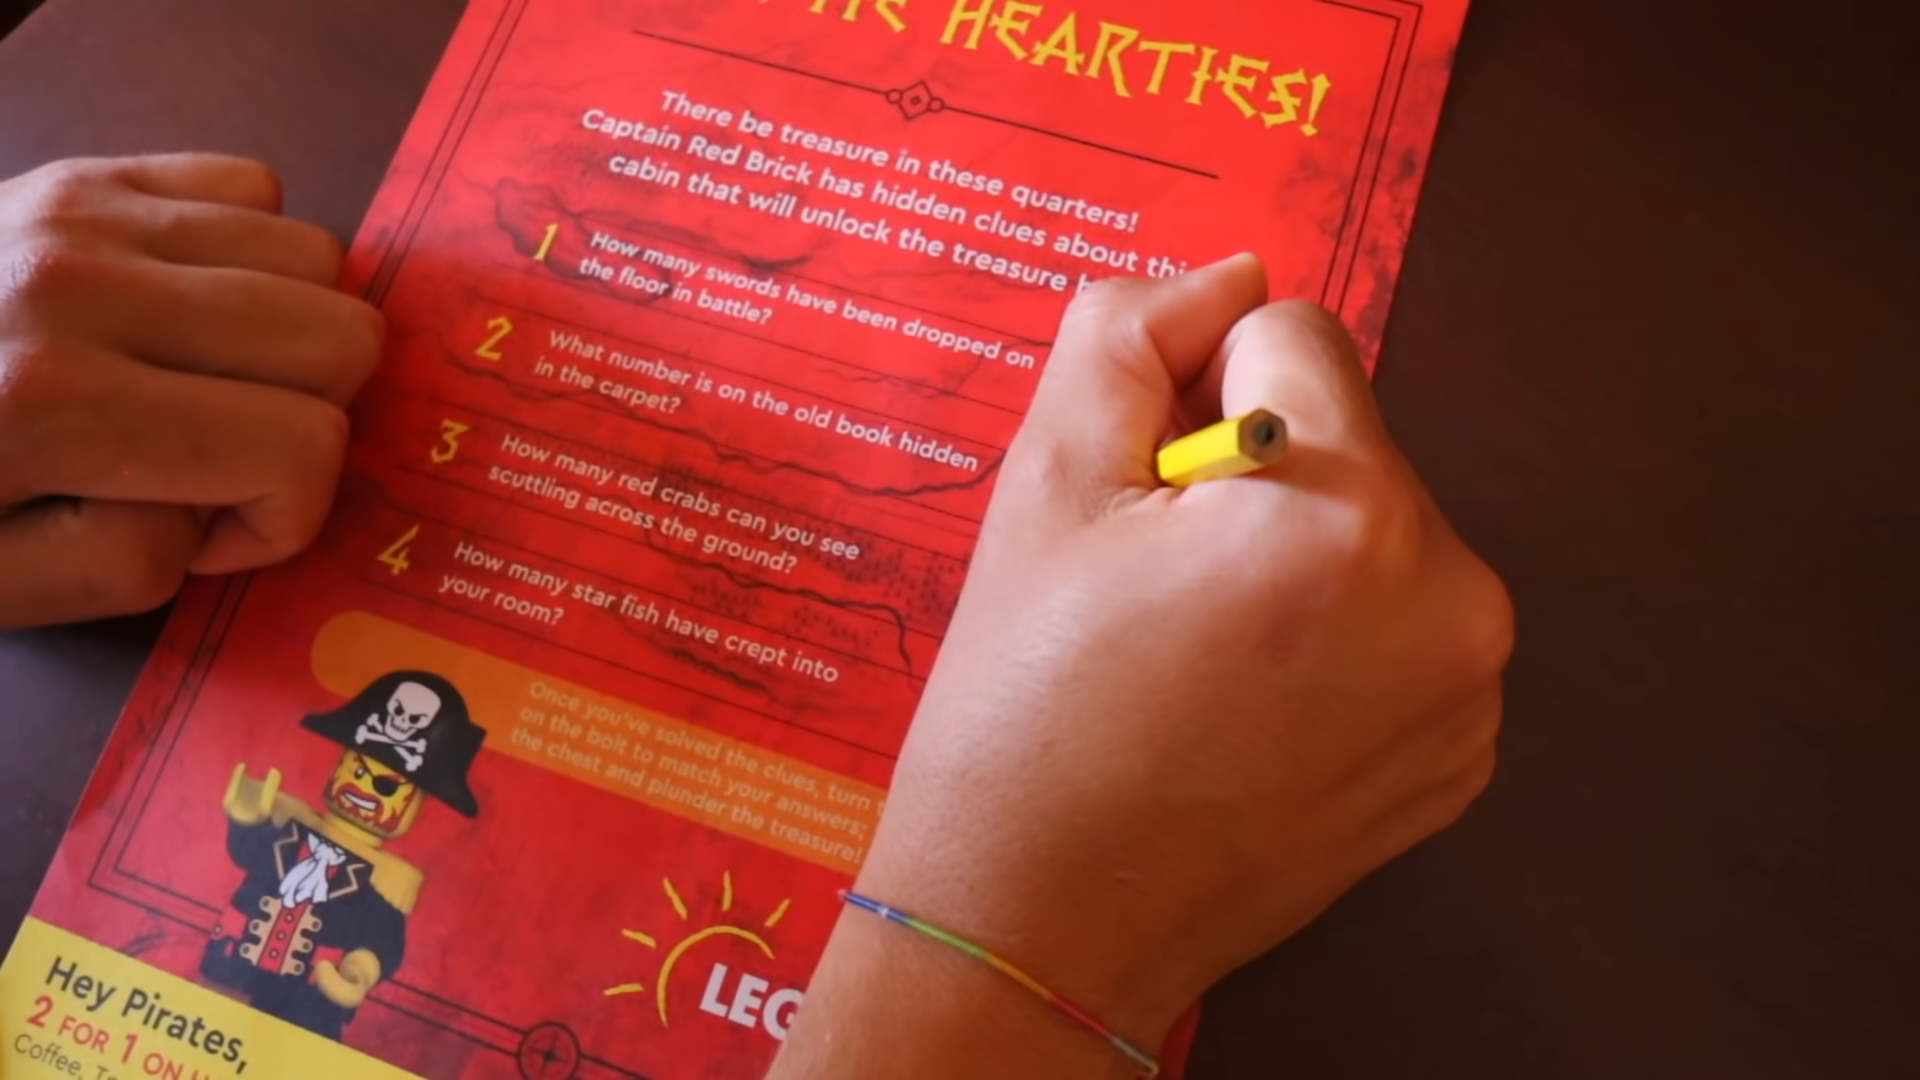 HEARTIES!
There be treasure in these quarters!
Captain Red Brick has hidden clues about
cabin that will unlock the treasure
1 How many swords have been dropped on
the floor in battle?
2 What number is on the old book hidden
in the carpet?
3 How many red crabs can you see
scuttling across the ground?
4 How many star fish have crept into
your room?
Once you've solved the clues, turn
on the bolt to match your answers;
the chest and plunder the treasure!
LEG
Hey Pirates,
2 FOR 1 ON
Coffee,